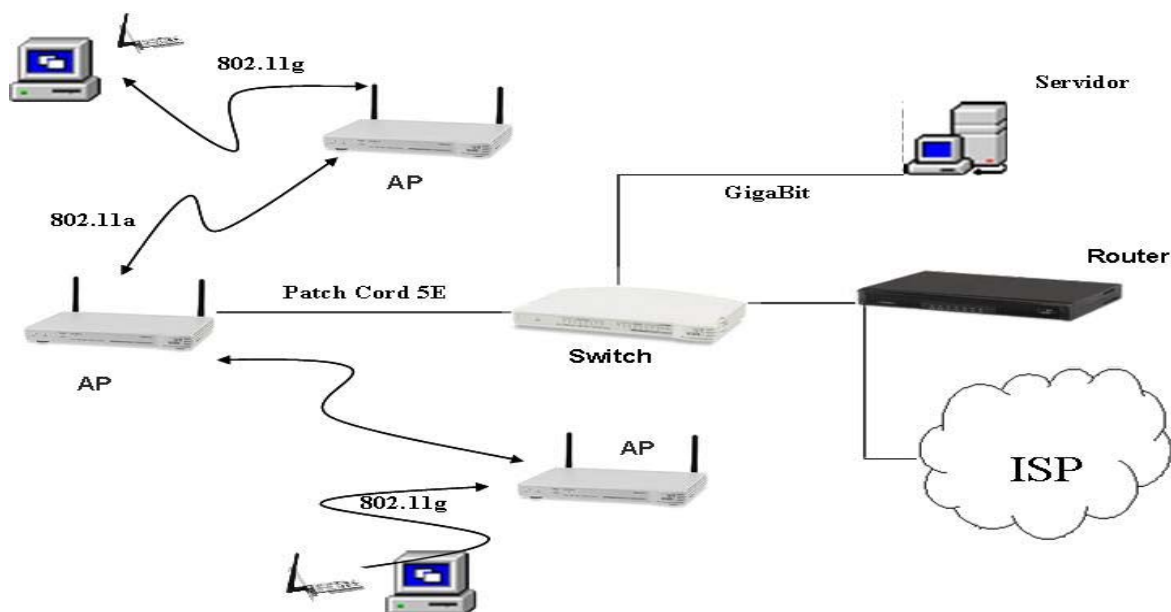 802.11g
Servidor
AP
GigaBit
802.11a
Router
Patch Cord 5E
Switch
AP
AP
ISP
802.11g